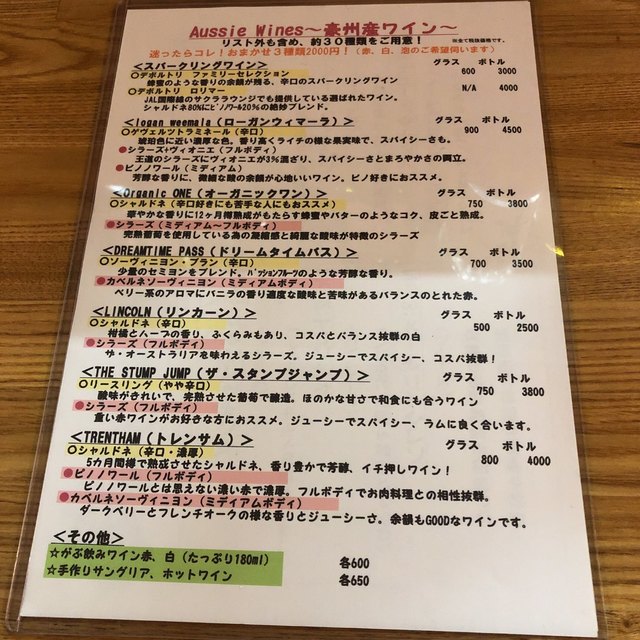 Aussie Wines～豪州産ワイン～
リスト外も含め、約30種類をご用意！ ※全て税抜価格です。
迷ったらコレ！おまかせ3種類2000円！（赤、白、泡のご希望伺います）
＜スパークリングワイン＞ グラス ボトル
○デボルトリ ファミリーセレクション 600 3000
蜂蜜のような香りの余韻が残る、辛口のスパークリングワイン
○デボルトリ ロリマー N/A 4000
JAL国際線のサクララウンジでも提供している選ばれたワイン。
シャルドネ80%にピノノワール20%の絶妙ブレンド。
＜logan weemala（ローガンウィマーラ）＞ グラス ボトル
○ゲヴェルツトラミネール（辛口） 900 4500
琥珀色に近い濃厚な色。香り高くライチの様な果実味で、スパイシーさも。
●シラーズ+ヴィオニエ（フルボディ）
王道のシラーズにヴィオニエが3%混ざり、スパイシーさとまろやかさの両立。
●ピノノワール（ミディアム）
芳醇な香りに、微細な酸の余韻が心地いいワイン。ピノ好きにおススメ。
＜Organic ONE（オーガニックワン）＞ グラス ボトル
○シャルドネ（辛口好きにも苦手な人にもおススメ） 750 3800
華やかな香りに12ヶ月樽熟成がもたらす蜂蜜やバターのようなコク、皮ごと熟成。
●シラーズ（ミディアム～フルボディ）
完熟葡萄を使用している為の凝縮感と綺麗な酸味が特徴のシラーズ
＜DREAMTIME PASS（ドリームタイムパス）＞ グラス ボトル
○ソーヴィニヨン・ブラン（辛口） 700 3500
少量のセミヨンをブレンド。パッションフルーツのような芳醇な香り。
●カベルネソーヴィニヨン（ミディアムボディ）
ベリー系のアロマにバニラの香り適度な酸味と苦味があるバランスのとれた赤。
＜LINCOLN（リンカーン）＞ グラス ボトル
○シャルドネ（辛口） 500 2500
柑橘とハーブの香り、ふくらみもあり、コスパとバランス抜群の白
●シラーズ（フルボディ）
ザ・オーストラリアを味わえるシラーズ。ジューシーでスパイシー、コスパ抜群！
＜THE STUMP JUMP（ザ・スタンプジャンプ）＞ グラス ボトル
○リースリング（やや辛口） 750 3800
酸味がきれいで、完熟させた葡萄で醸造。ほのかな甘さで和食にも合うワイン
●シラーズ（フルボディ）
重い赤ワインがお好きな方におススメ。ジューシーでスパイシー、ラムに良く合います。
＜TRENTHAM（トレンサム）＞ グラス ボトル
○シャルドネ（辛口・濃厚） 800 4000
5カ月間樽で熟成させたシャルドネ、香り豊かで芳醇、イチ押しワイン！
●ピノノワール（フルボディ）
ピノノワールとは思えない濃い赤で濃厚。フルボディでお肉料理との相性抜群。
●カベルネソーヴィニヨン（ミディアムボディ）
ダークベリーとフレンチオークの様な香りとジューシーさ。余韻もGOODなワインです。
＜その他＞
☆がぶ飲みワイン赤、白（たっぷり180ml） 各600
☆手作りサングリア、ホットワイン 各650